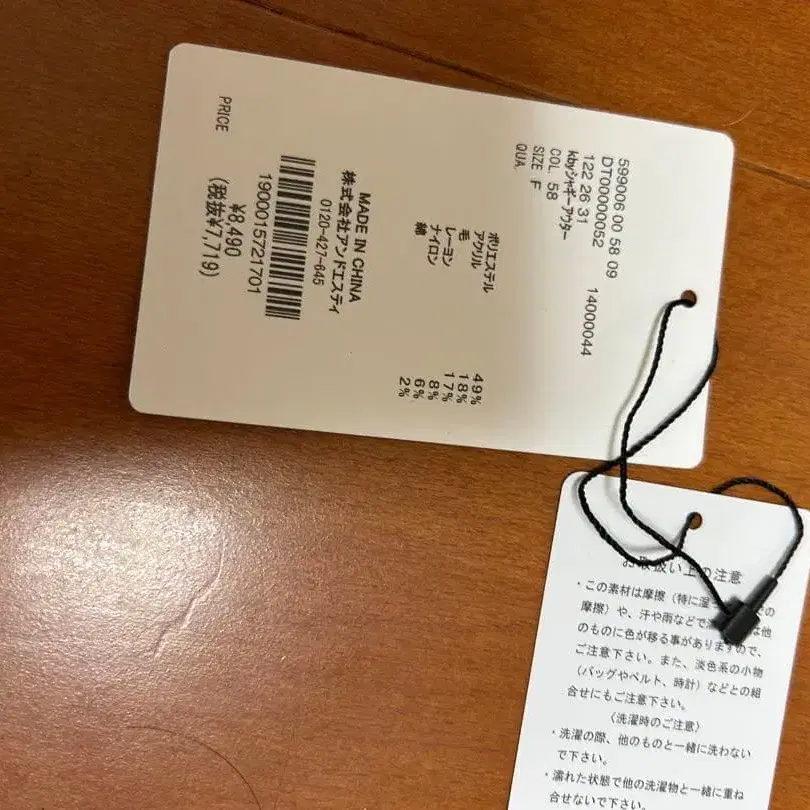 599006 00 58 09
DT00000052
122 26 31 14000044
kbyシャギーアウター
COL. 58
SIZE F
QUA.
ポリエステル 49%
アクリル 18%
毛 17%
レーヨン 8%
ナイロン 6%
綿 2%
MADE IN CHINA
株式会社アンドエスティ
0120-427-645
1900015721701
PRICE ¥8,490
(税抜¥7,719)
お取扱い上の注意
・この素材は摩擦（特に湿
摩擦）や、汗や雨などで 他
のものに色が移る事がありますので、
ご注意下さい。また、淡色系の小物
（バッグやベルト、時計）などとの組
合せにもご注意下さい。
〈洗濯時のご注意〉
・洗濯の際、他のものと一緒に洗わない
で下さい。
・濡れた状態で他の洗濯物と一緒に重ね
合せないで下さい。